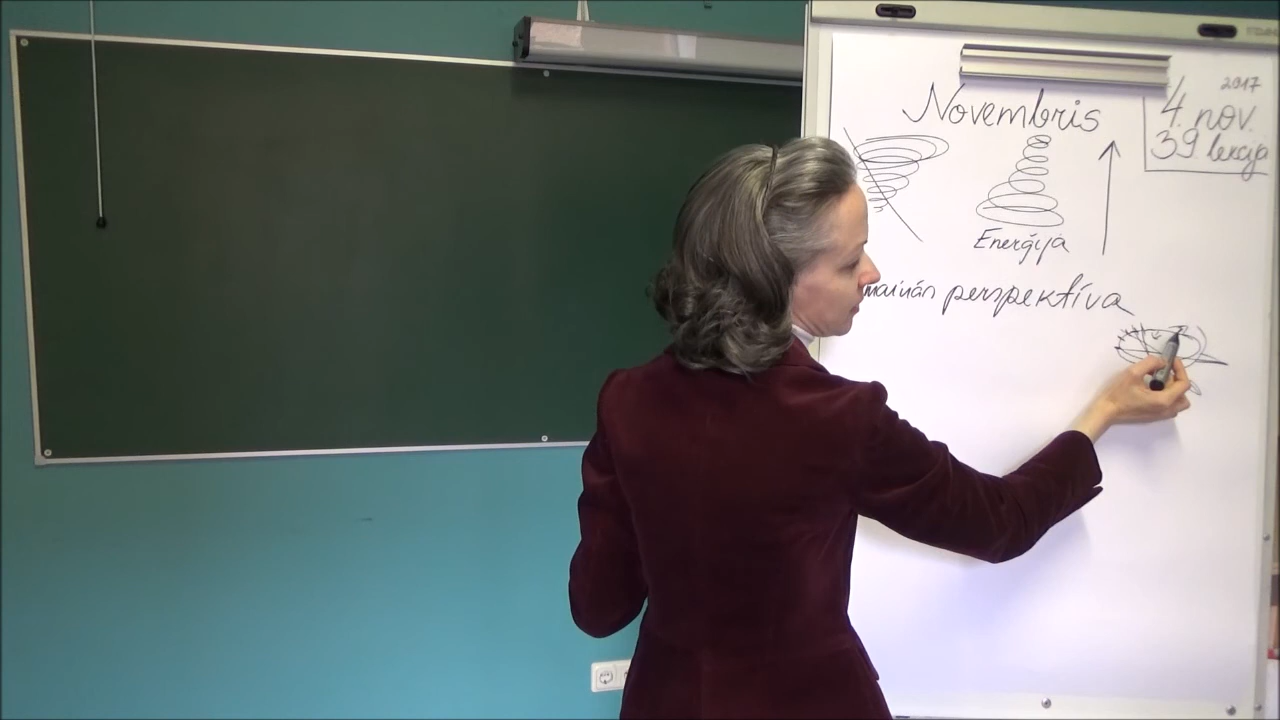 Novembris
2017
4. nov.
39 lekcija
Enerģija
perspektīva